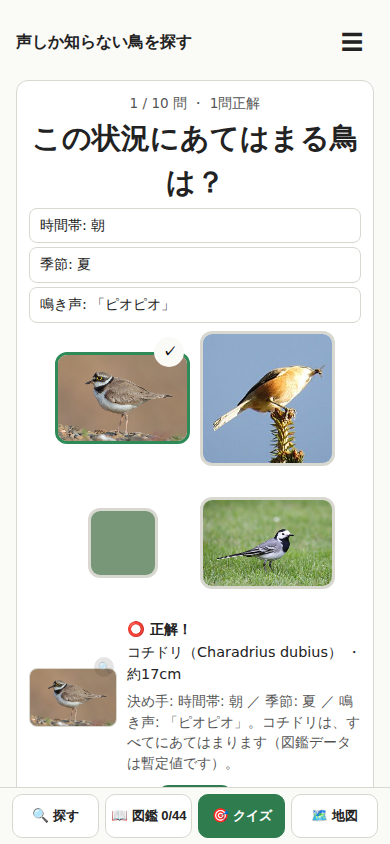 声しか知らない鳥を探す
☰
1 / 10 問 ・ 1問正解
この状況にあてはまる鳥
は？
時間帯: 朝
季節: 夏
鳴き声: 「ピオピオ」
✓
⭕ 正解！
コチドリ（Charadrius dubius） ・
約17cm
決め手: 時間帯: 朝 ／ 季節: 夏 ／ 鳴
き声: 「ピオピオ」。コチドリは、す
べてにあてはまります（図鑑データ
は暫定値です）。
🔍 探す
📖 図鑑 0/44
🎯 クイズ
🗺️ 地図